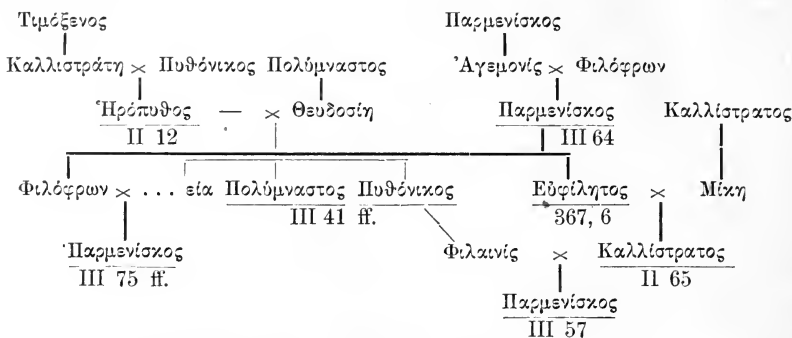 Τιμόξενος Παρμενίσκος
Καλλιστράτη × Πυθόνικος Πολύμναστος Ἁγεμονίς × Φιλόφρων
Ἡρόπυθος — × Θευδοσίη Παρμενίσκος Καλλίστρατος
II 12 III 64
Φιλόφρων × ... εία Πολύμναστος Πυθόνικος Εὐφίλητος × Μίκη
III 41 ff. 367, 6
Παρμενίσκος Φιλαινίς × Καλλίστρατος
III 75 ff. II 65
Παρμενίσκος
III 57